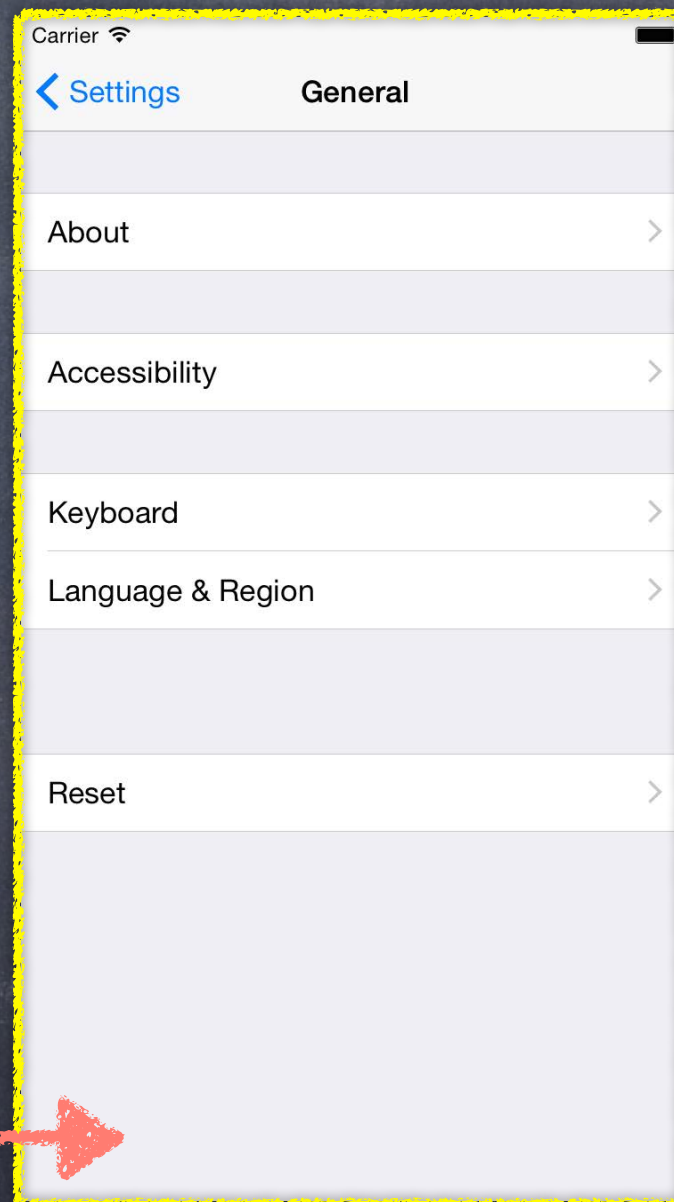 Carrier
Settings General
About
Accessibility
Keyboard
Language & Region
Reset